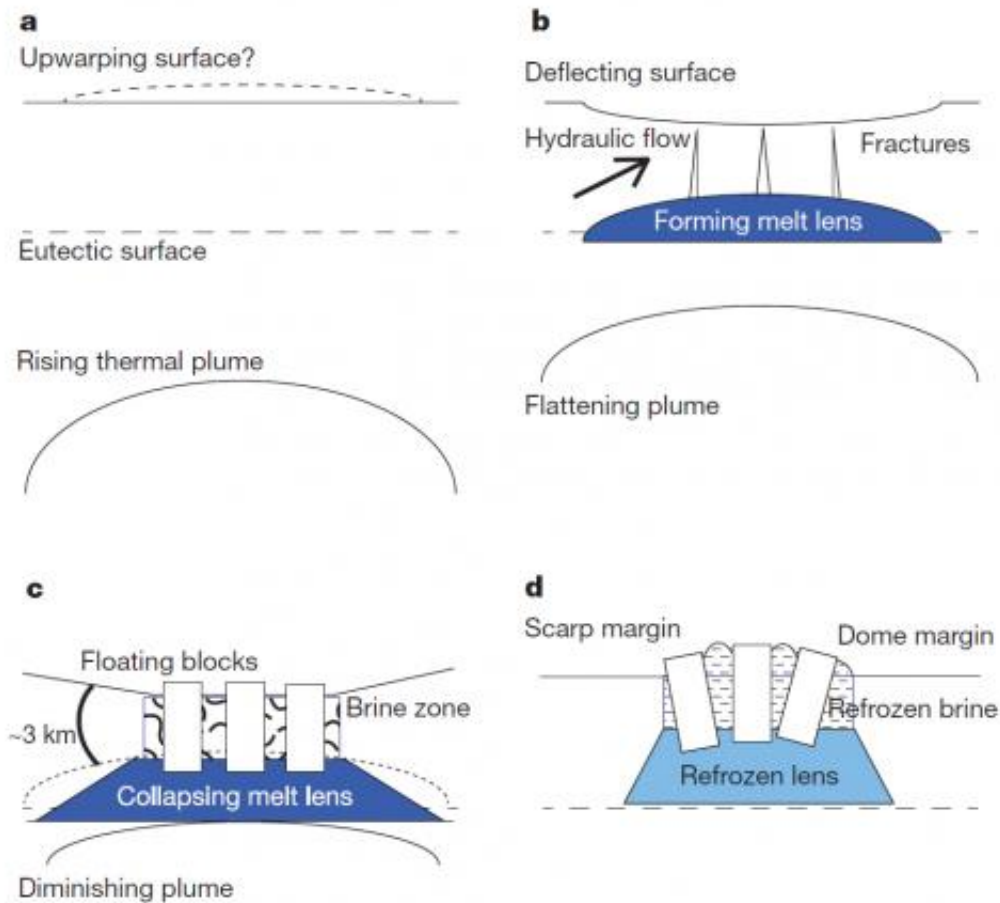 a
Upwarping surface?
Eutectic surface
Rising thermal plume
b
Deflecting surface
Hydraulic flow
Fractures
Forming melt lens
Flattening plume
c
Floating blocks
Brine zone
~3 km
Collapsing melt lens
Diminishing plume
d
Scarp margin
Dome margin
Refrozen brine
Refrozen lens